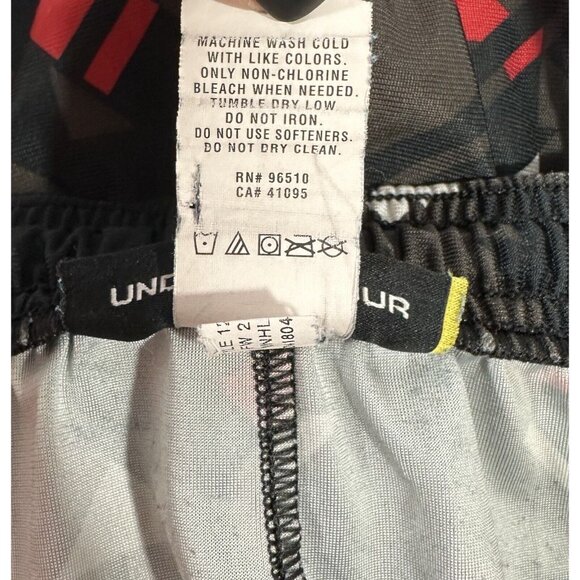 MACHINE WASH COLD
WITH LIKE COLORS.
ONLY NON-CHLORINE
BLEACH WHEN NEEDED.
TUMBLE DRY LOW.
DO NOT IRON.
DO NOT USE SOFTENERS.
DO NOT DRY CLEAN.
RN# 96510
CA# 41095
UND UR